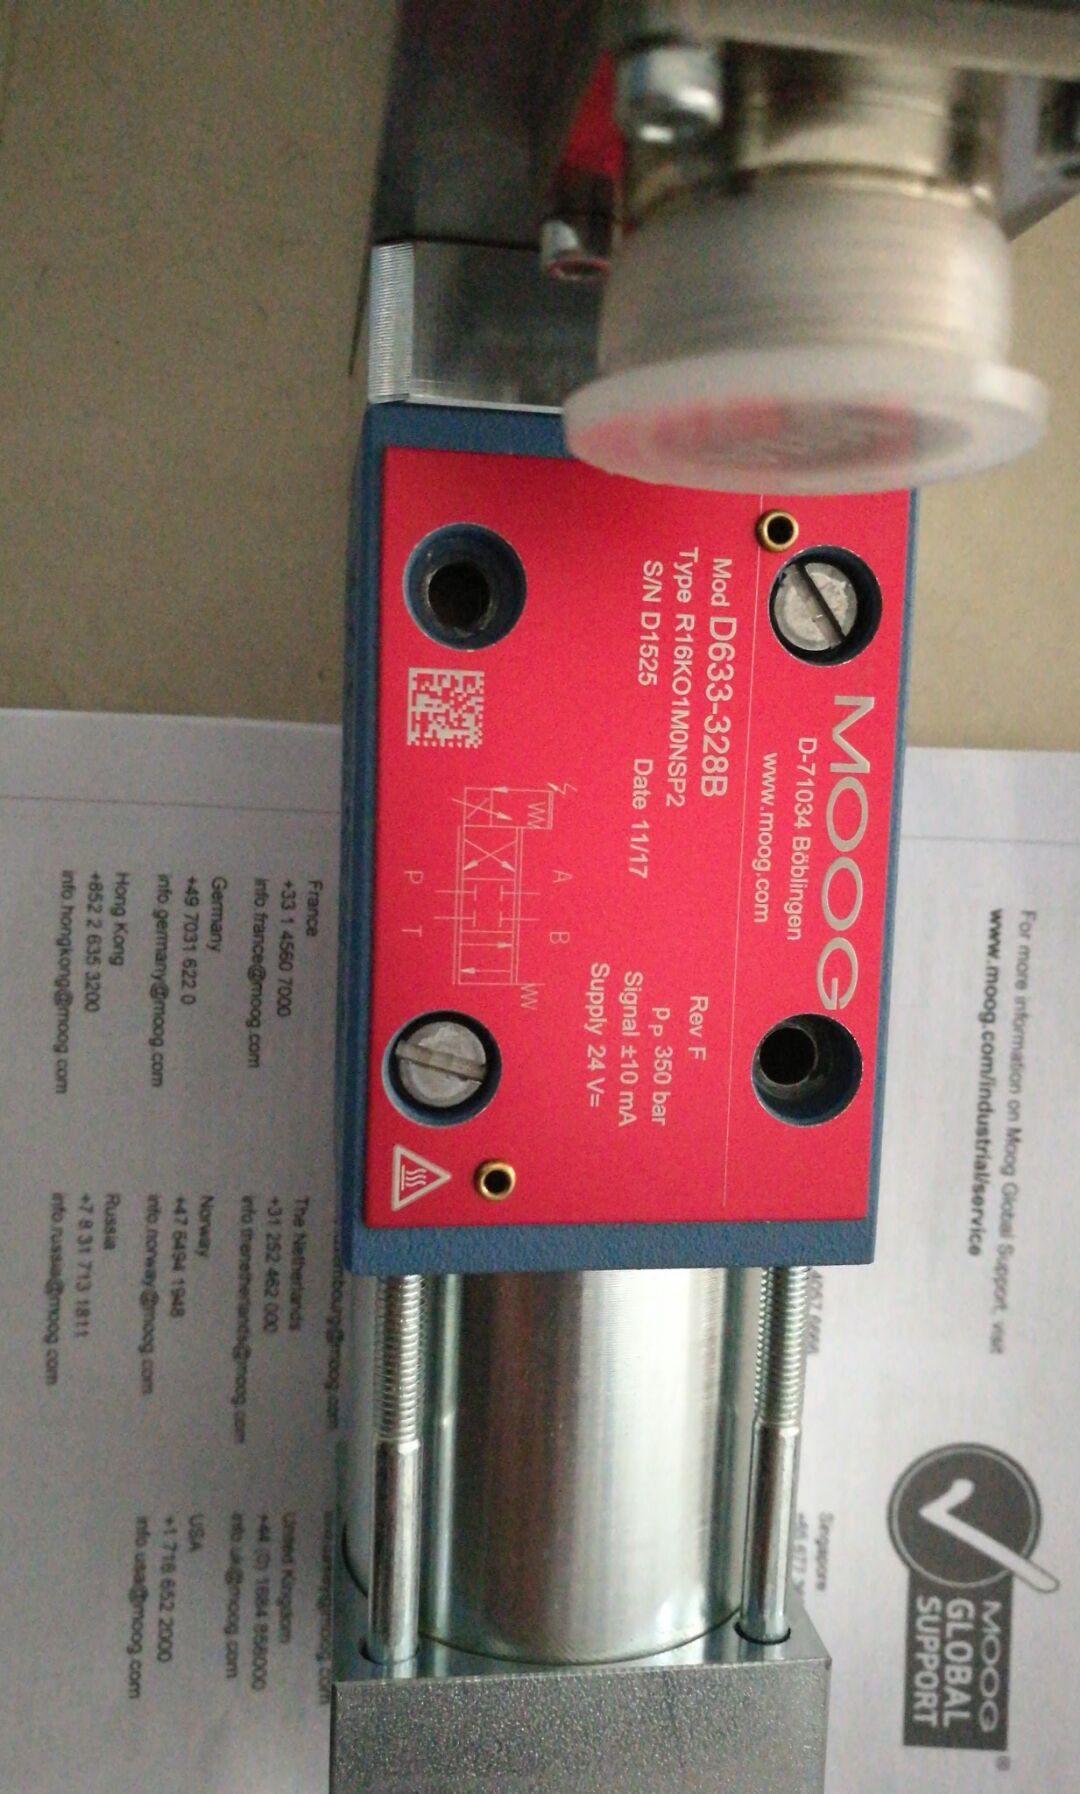 MOOG
D-71034 Böblingen
www.moog.com
Mod D633-328B
Type R16KO1M0NSP2
S/N D1525
Date 11/17
Rev F
pP 350 bar
Signal ±10 mA
Supply 24 V=
A B
P T
For more information on Moog Global Support, visit
www.moog.com/industrial/service
MOOG
GLOBAL
SUPPORT
®
Singapore
France
+33 1 4560 7000
info.france@moog.com
Germany
+49 7031 622 0
info.germany@moog.com
Hong Kong
+852 2 635 3200
info.hongkong@moog.com
mbourg@moog.com
The Netherlands
+31 252 462 000
info.thenetherlands@moog.com
Norway
+47 6494 1948
info.norway@moog.com
Russia
+7 8 31 713 1811
info.russia@moog.com
United Kingdom
+44 (0) 1684 858000
info.uk@moog.com
USA
+1 716 652 2000
info.usa@moog.com